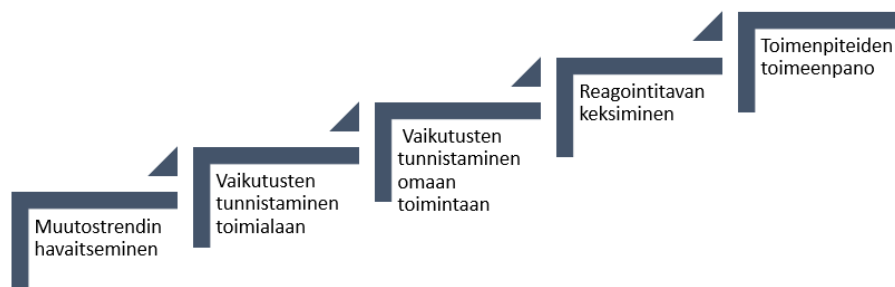 Muutostrendin
havaitseminen
Vaikutusten
tunnistaminen
toimialaan
Vaikutusten
tunnistaminen
omaan
toimintaan
Reagointitavan
keksiminen
Toimenpiteiden
toimeenpano